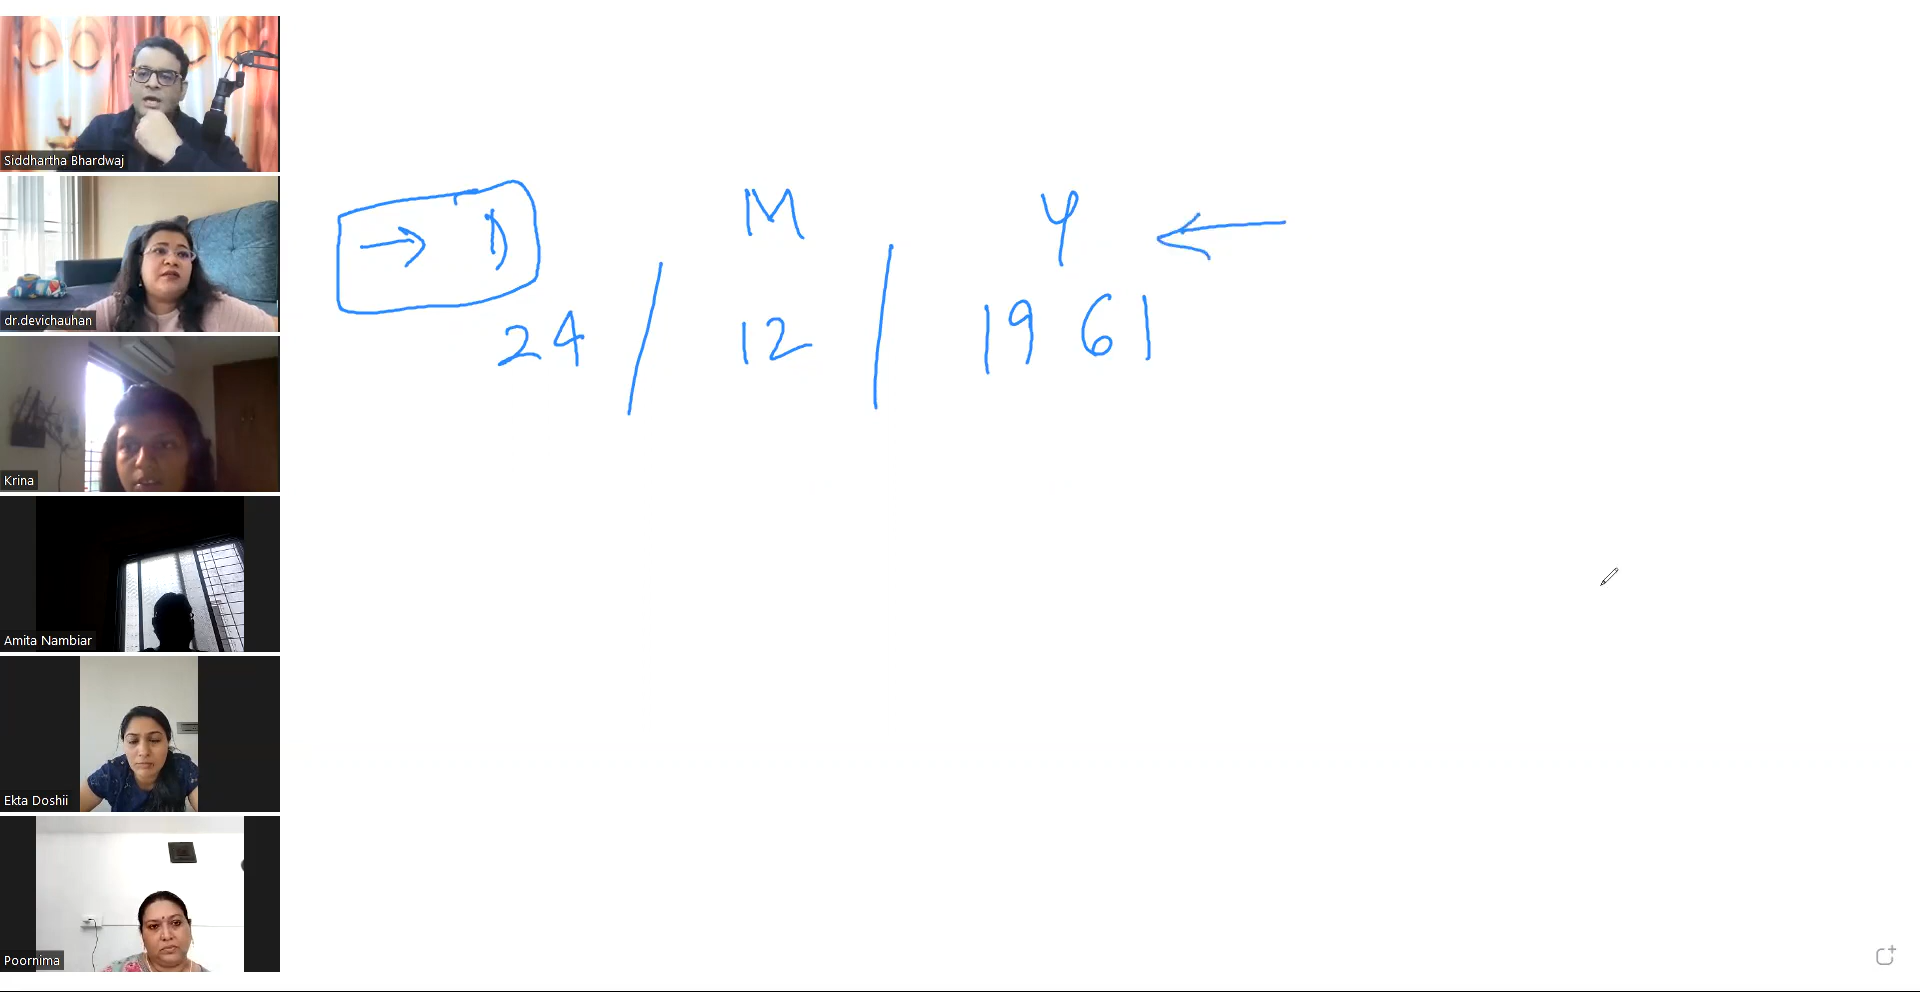 Siddhartha Bhardwaj
dr.devichauhan
Krina
Amita Nambiar
Ekta Doshii
Poornima
→ D M Y ←
24 / 12 / 1961